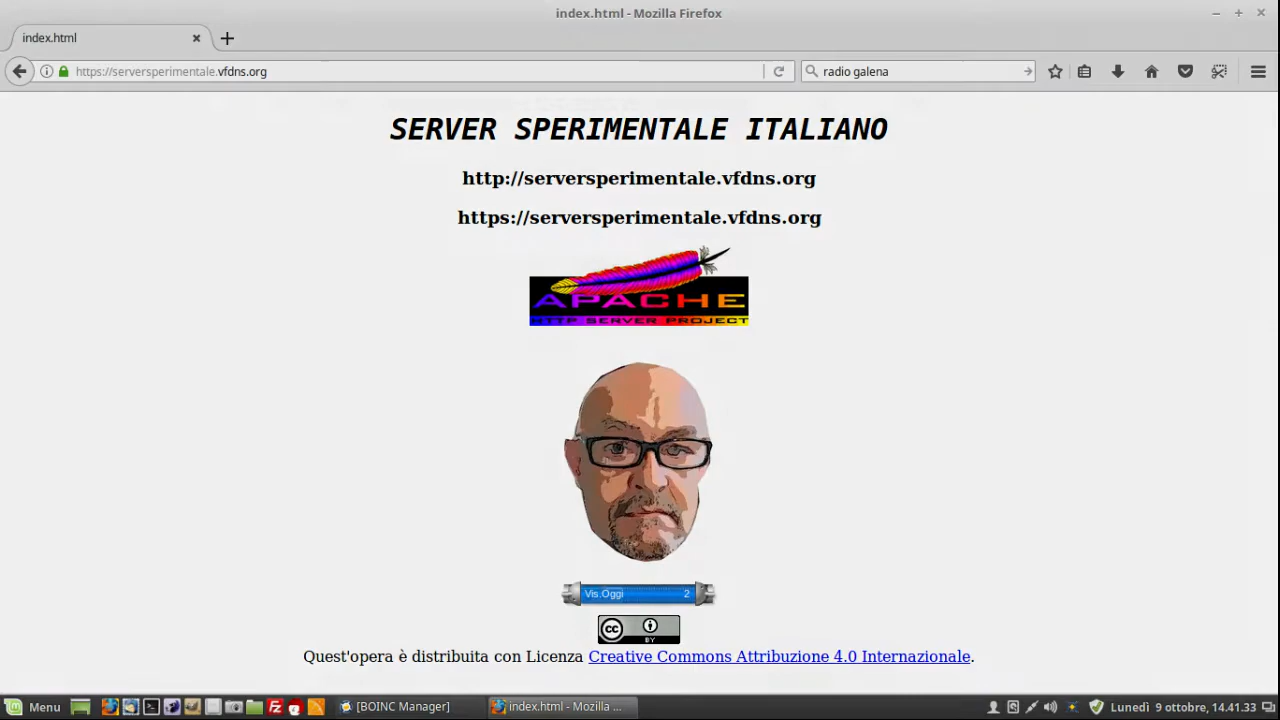 index.html - Mozilla Firefox
index.html
https://serversperimentale.vfdns.org
radio galena
SERVER SPERIMENTALE ITALIANO
http://serversperimentale.vfdns.org
https://serversperimentale.vfdns.org
APACHE
HTTP SERVER PROJECT
Vis.Oggi 2
cc
BY
Quest'opera è distribuita con Licenza Creative Commons Attribuzione 4.0 Internazionale.
Menu [BOINC Manager] index.html - Mozilla ... Lunedì 9 ottobre, 14.41.33